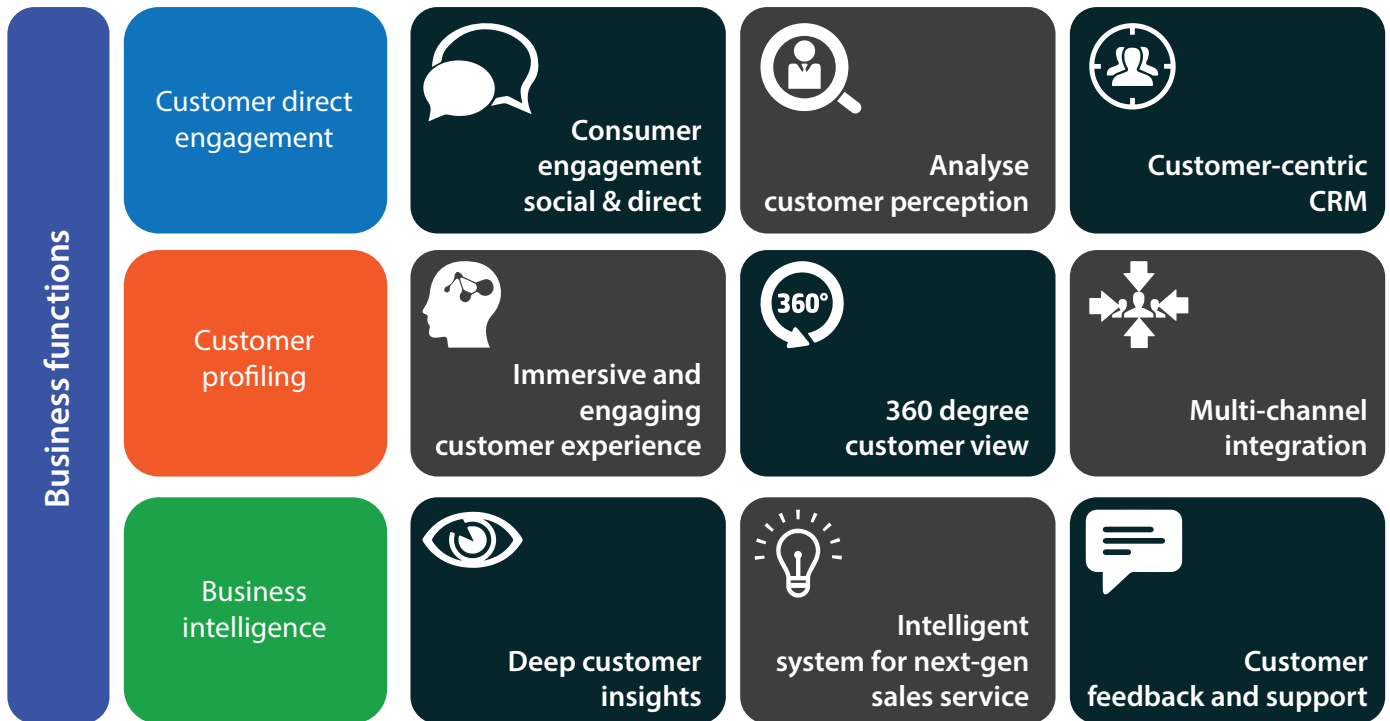 Business functions
Customer direct
engagement
Consumer
engagement
social & direct
Analyse
customer perception
Customer-centric
CRM
Customer
profiling
Immersive and
engaging
customer experience
360°
360 degree
customer view
Multi-channel
integration
Business
intelligence
Deep customer
insights
Intelligent
system for next-gen
sales service
Customer
feedback and support